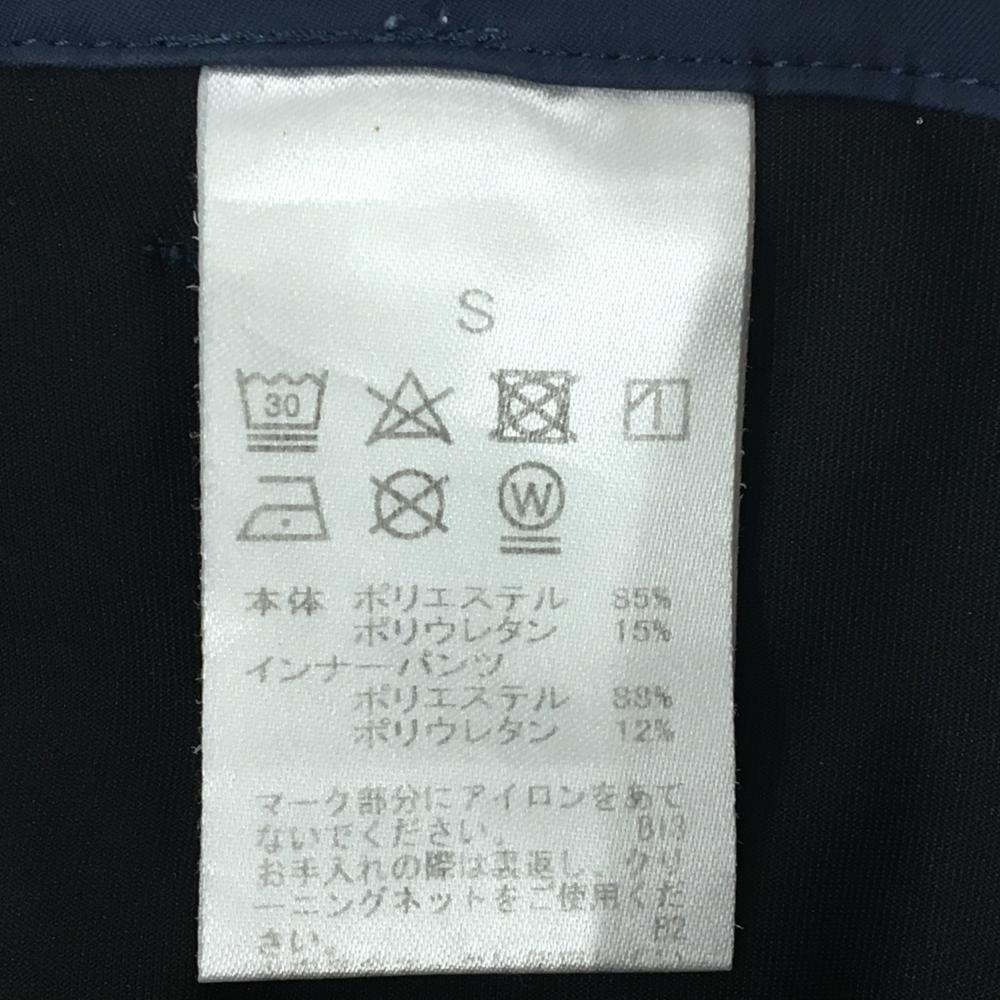 S
30
W
本体 ポリエステル 85%
ポリウレタン 15%
インナーパンツ
ポリエステル 88%
ポリウレタン 12%
マーク部分にアイロンをあて
ないでください。 B13
お手入れの際は裏返し、クリ
ーニングネットをご使用くだ
さい。 B2